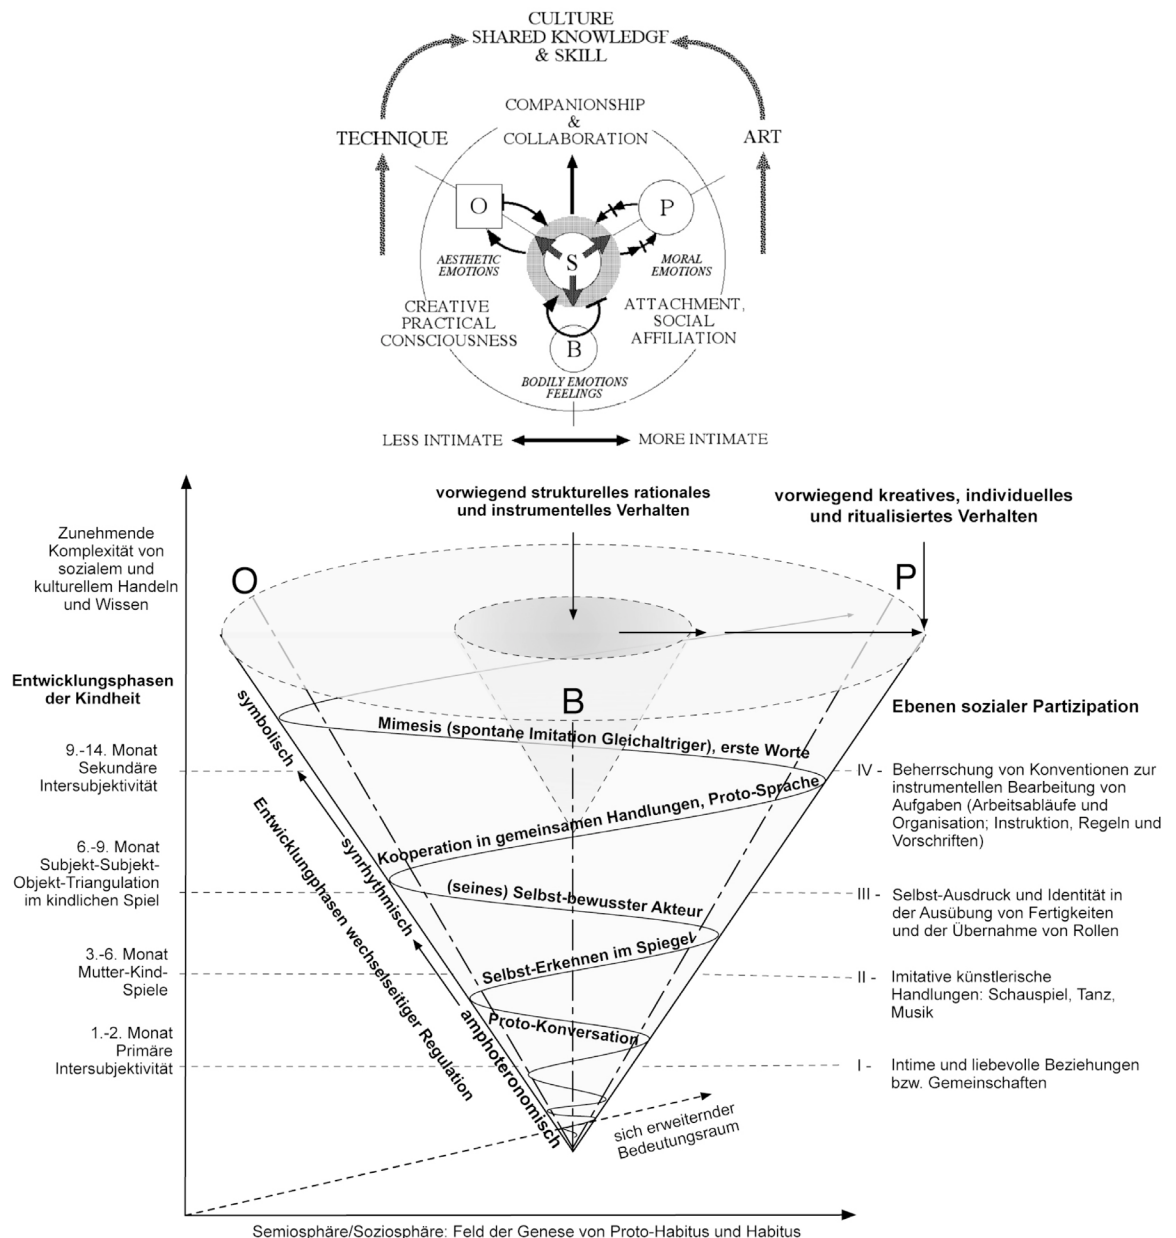 CULTURE
SHARED KNOWLEDGE
& SKILL
COMPANIONSHIP
&
COLLABORATION
TECHNIQUE
ART
O
P
S
AESTHETIC
EMOTIONS
MORAL
EMOTIONS
CREATIVE
PRACTICAL
CONSCIOUSNESS
ATTACHMENT,
SOCIAL
AFFILIATION
B
BODILY EMOTIONS
FEELINGS
LESS INTIMATE
MORE INTIMATE
vorwiegend strukturelles rationales
und instrumentelles Verhalten
vorwiegend kreatives, individuelles
und ritualisiertes Verhalten
Zunehmende
Komplexität von
sozialem und
kulturellem Handeln
und Wissen
O
P
B
Entwicklungsphasen
der Kindheit
9.-14. Monat
Sekundäre
Intersubjektivität
6.-9. Monat
Subjekt-Subjekt-
Objekt-Triangulation
im kindlichen Spiel
3.-6. Monat
Mutter-Kind-
Spiele
1.-2. Monat
Primäre
Intersubjektivität
symbolisch
synrhythmisch
amphoteronomisch
Entwicklungphasen wechselseitiger Regulation
Mimesis (spontane Imitation Gleichaltriger), erste Worte
Kooperation in gemeinsamen Handlungen, Proto-Sprache
(seines) Selbst-bewusster Akteur
Selbst-Erkennen im Spiegel
Proto-Konversation
Ebenen sozialer Partizipation
IV - Beherrschung von Konventionen zur
instrumentellen Bearbeitung von
Aufgaben (Arbeitsabläufe und
Organisation; Instruktion, Regeln und
Vorschriften)
III - Selbst-Ausdruck und Identität in
der Ausübung von Fertigkeiten
und der Übernahme von Rollen
II - Imitative künstlerische
Handlungen: Schauspiel, Tanz,
Musik
I - Intime und liebevolle Beziehungen
bzw. Gemeinschaften
sich erweiternder
Bedeutungsraum
Semiosphäre/Soziosphäre: Feld der Genese von Proto-Habitus und Habitus